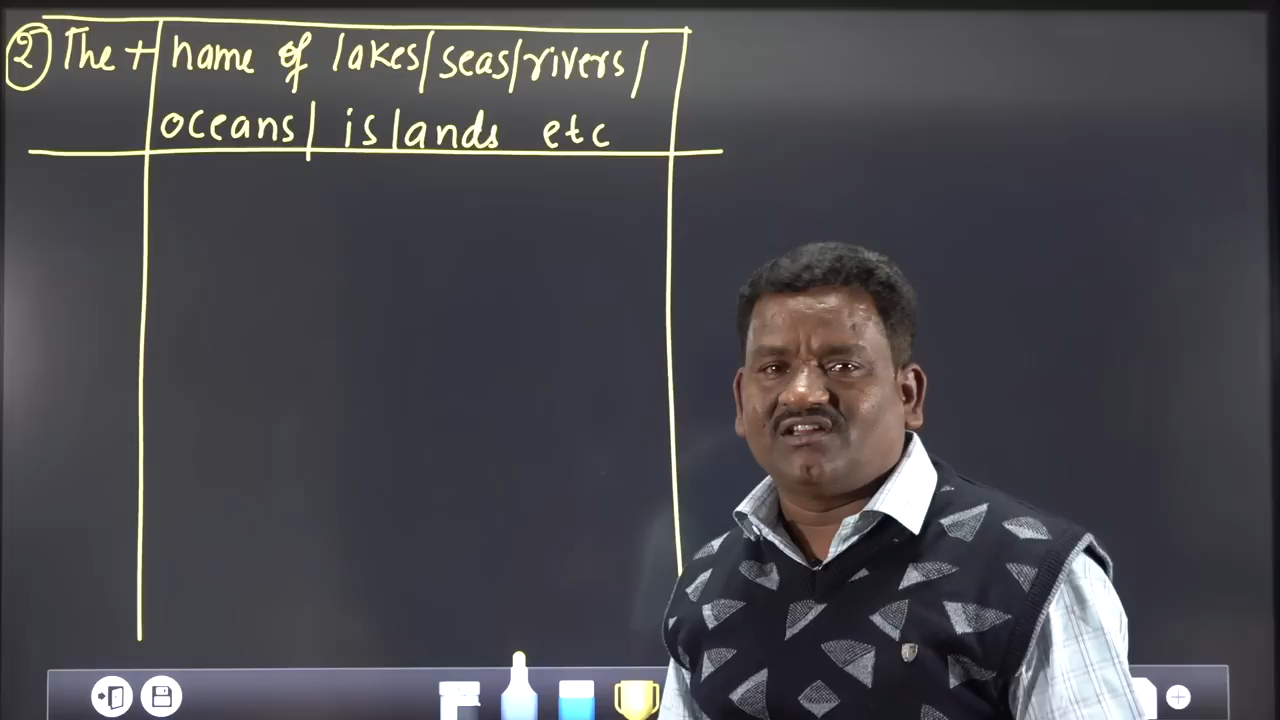 ② The + name of lakes/seas/rivers/
oceans/ islands etc